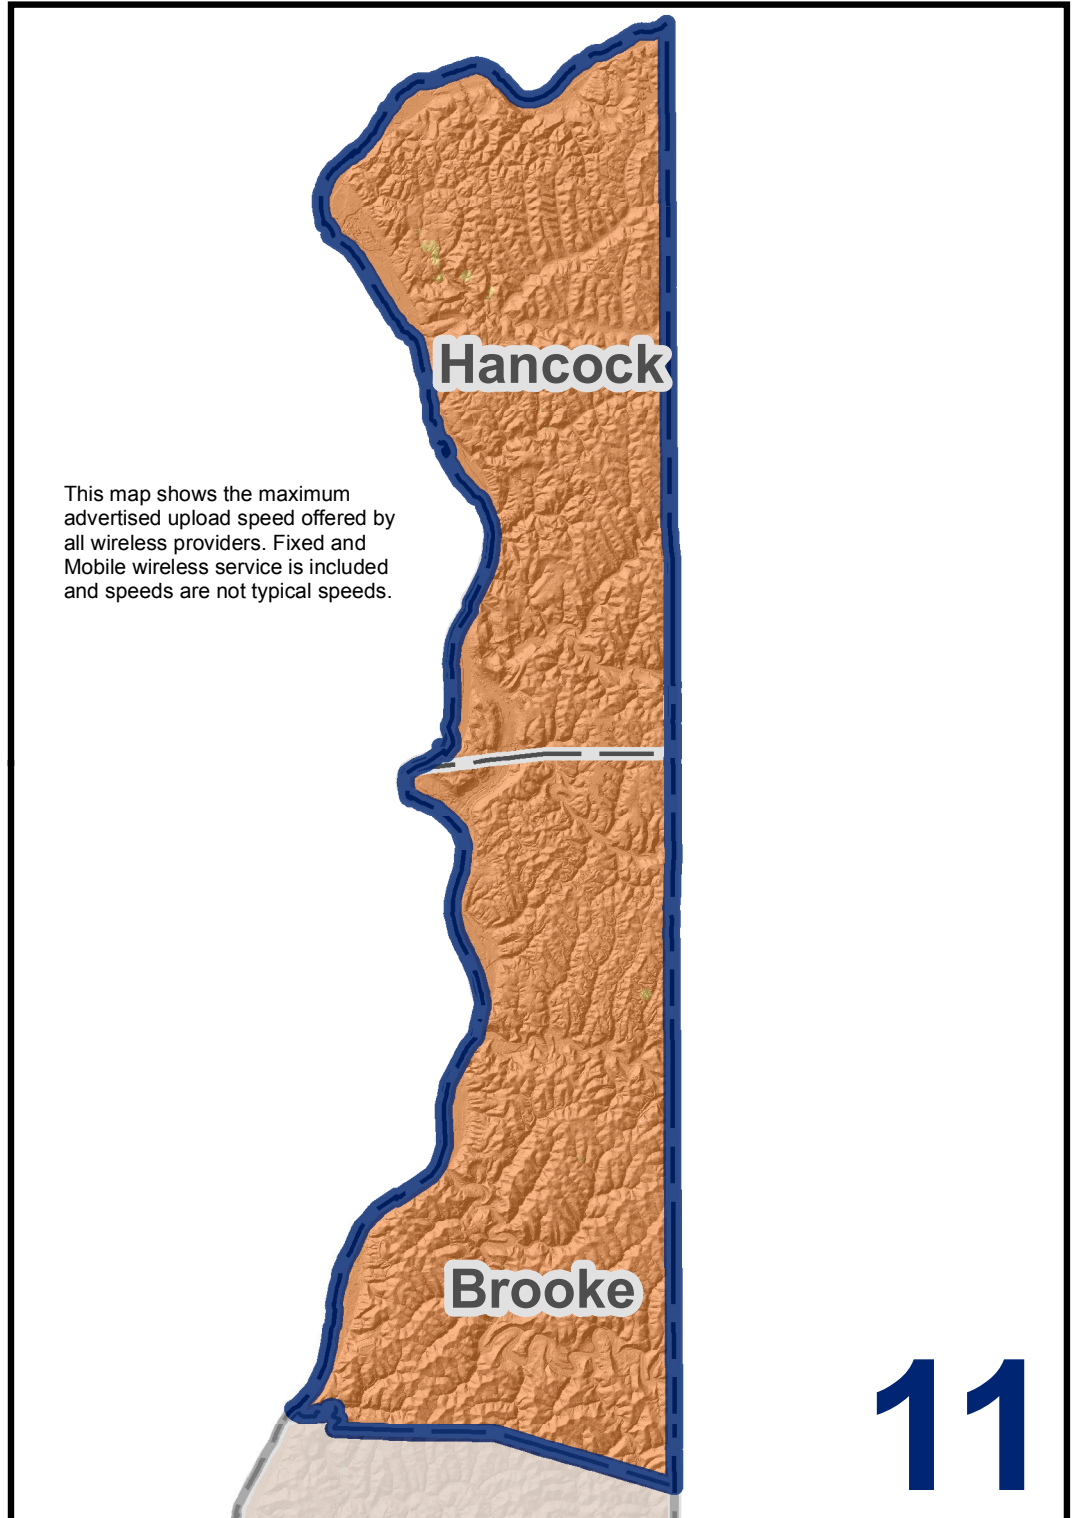 Hancock
This map shows the maximum
advertised upload speed offered by
all wireless providers. Fixed and
Mobile wireless service is included
and speeds are not typical speeds.
Brooke
11